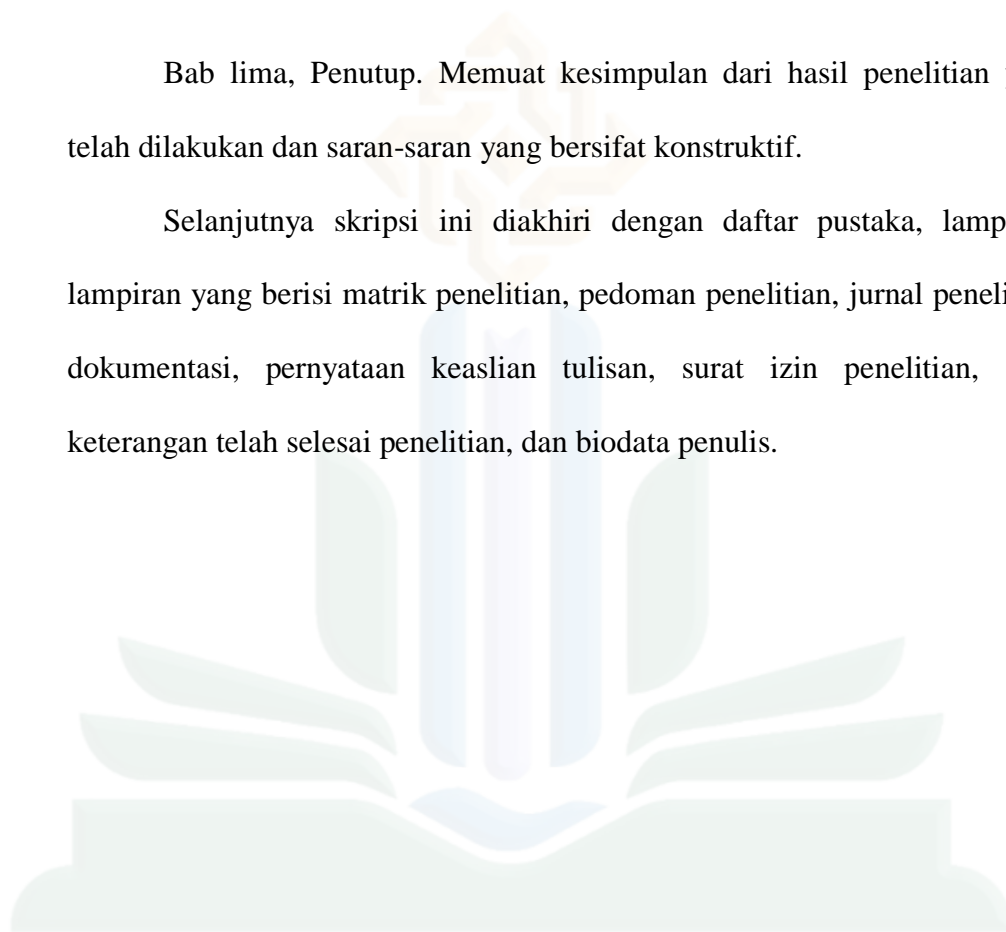 Bab lima, Penutup. Memuat kesimpulan dari hasil penelitian
telah dilakukan dan saran-saran yang bersifat konstruktif.
Selanjutnya skripsi ini diakhiri dengan daftar pustaka, lamp
lampiran yang berisi matrik penelitian, pedoman penelitian, jurnal peneli
dokumentasi, pernyataan keaslian tulisan, surat izin penelitian,
keterangan telah selesai penelitian, dan biodata penulis.